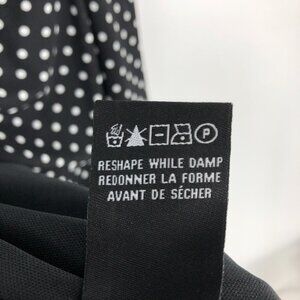 P
RESHAPE WHILE DAMP
REDONNER LA FORME
AVANT DE SÉCHER